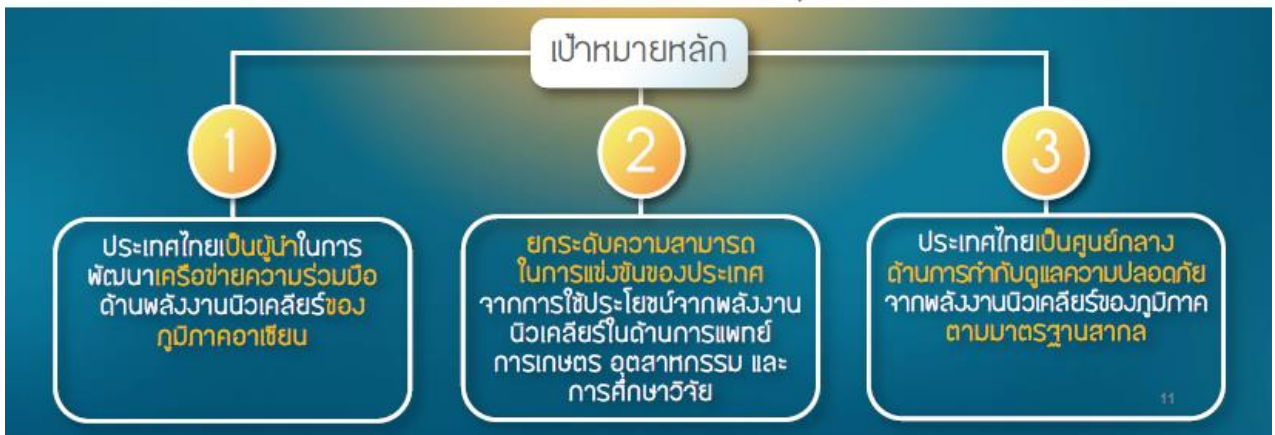 เป้าหมายหลัก
1
ประเทศไทยเป็นผู้นำในการ
พัฒนาเครือข่ายความร่วมมือ
ด้านพลังงานนิวเคลียร์ของ
ภูมิภาคอาเซียน
2
ยกระดับความสามารถ
ในการแข่งขันของประเทศ
จากการใช้ประโยชน์จากพลังงาน
นิวเคลียร์ในด้านการแพทย์
การเกษตร อุตสาหกรรม และ
การศึกษาวิจัย
3
ประเทศไทยเป็นศูนย์กลาง
ด้านการกำกับดูแลความปลอดภัย
จากพลังงานนิวเคลียร์ของภูมิภาค
ตามมาตรฐานสากล
11